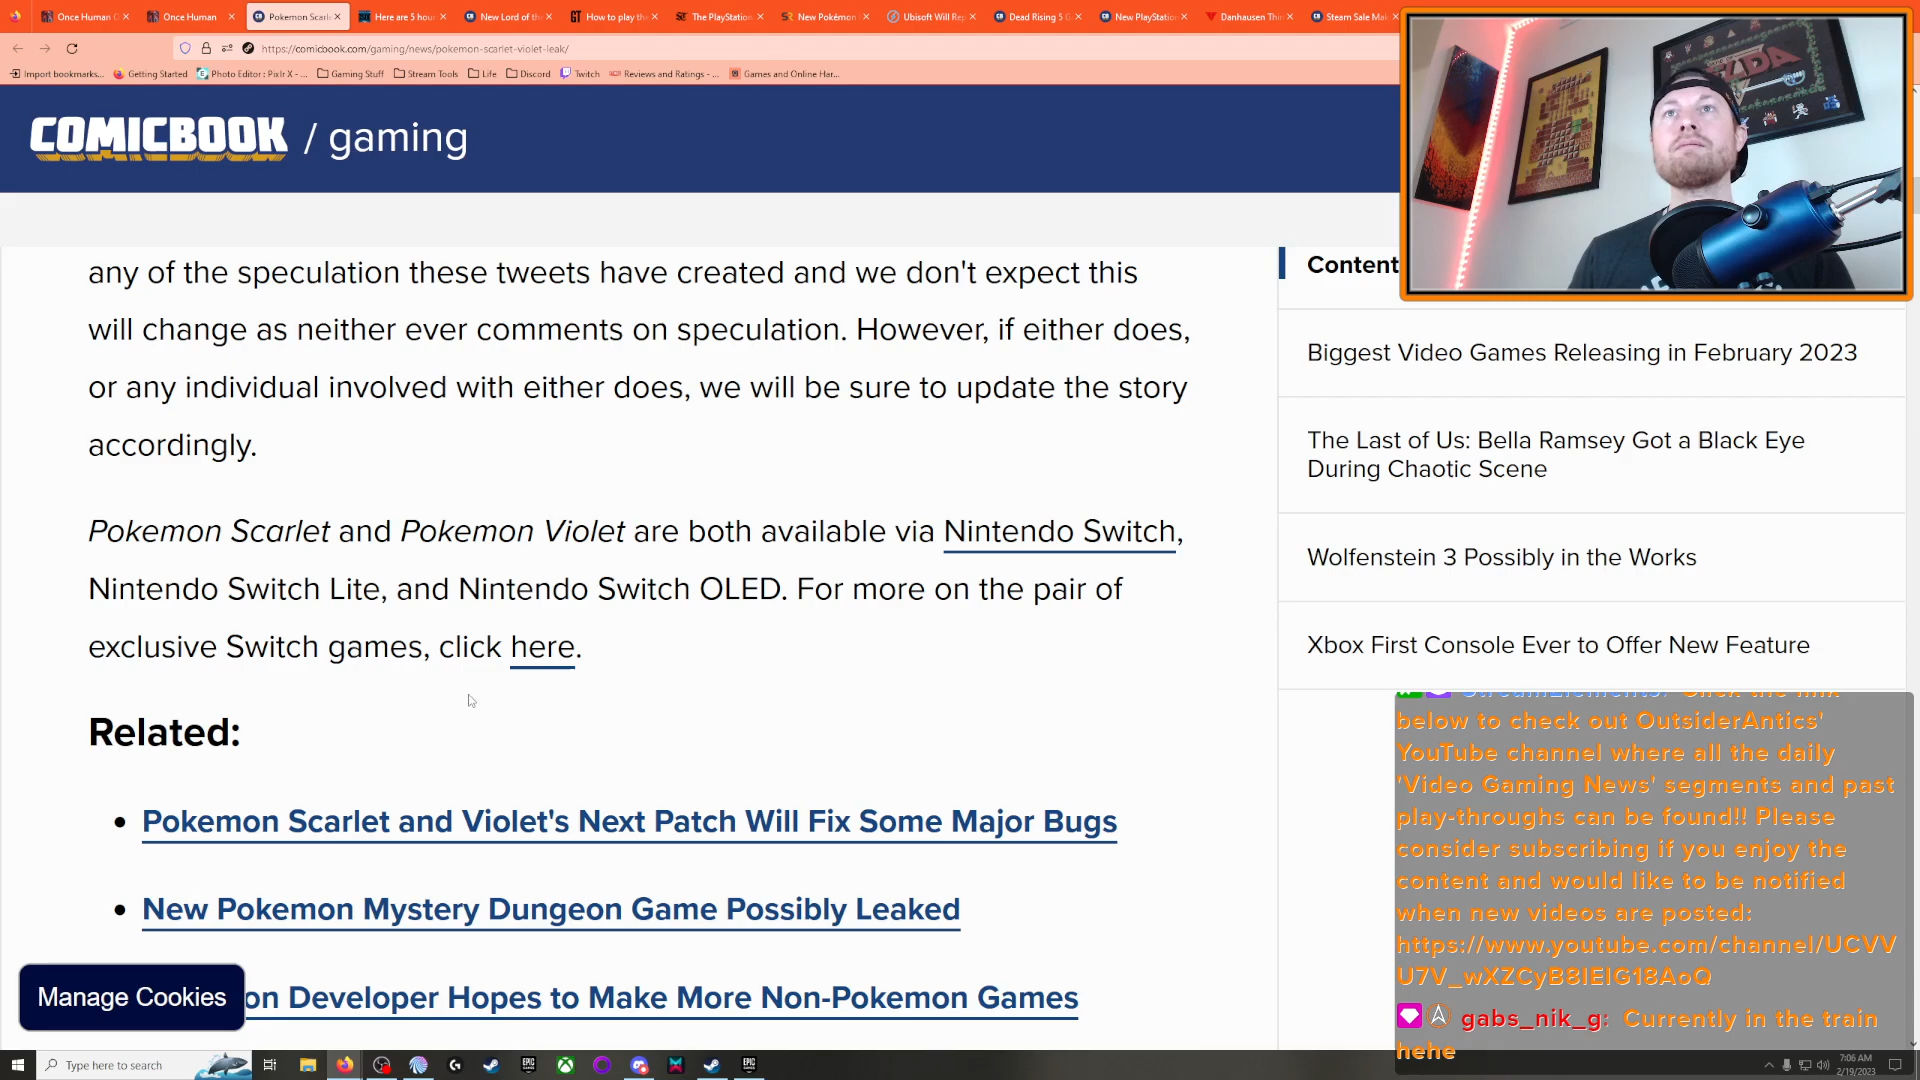 Once Human O
Once Human
Pokemon Scarle
Here are 5 hour
New Lord of the
How to play the
The PlayStation
New Pokémon
Ubisoft Will Rep
Dead Rising 5 G
New PlayStation
Danhausen Thin
Steam Sale Mak
https://comicbook.com/gaming/news/pokemon-scarlet-violet-leak/
Import bookmarks...
Getting Started
Photo Editor : Pixlr X - ...
Gaming Stuff
Stream Tools
Life
Discord
Twitch
Reviews and Ratings - ...
Games and Online Har...
COMICBOOK / gaming
any of the speculation these tweets have created and we don't expect this
will change as neither ever comments on speculation. However, if either does,
or any individual involved with either does, we will be sure to update the story
accordingly.
Pokemon Scarlet and Pokemon Violet are both available via Nintendo Switch,
Nintendo Switch Lite, and Nintendo Switch OLED. For more on the pair of
exclusive Switch games, click here.
Related:
Pokemon Scarlet and Violet's Next Patch Will Fix Some Major Bugs
New Pokemon Mystery Dungeon Game Possibly Leaked
on Developer Hopes to Make More Non-Pokemon Games
Manage Cookies
Content
Biggest Video Games Releasing in February 2023
The Last of Us: Bella Ramsey Got a Black Eye
During Chaotic Scene
Wolfenstein 3 Possibly in the Works
Xbox First Console Ever to Offer New Feature
StreamElements: Click the link
below to check out OutsiderAntics'
YouTube channel where all the daily
'Video Gaming News' segments and past
play-throughs can be found!! Please
consider subscribing if you enjoy the
content and would like to be notified
when new videos are posted:
https://www.youtube.com/channel/UCVV
U7V_wXZCyB8IEIG18AoQ
gabs_nik_g: Currently in the train
hehe
Type here to search
7:06 AM
2/19/2023